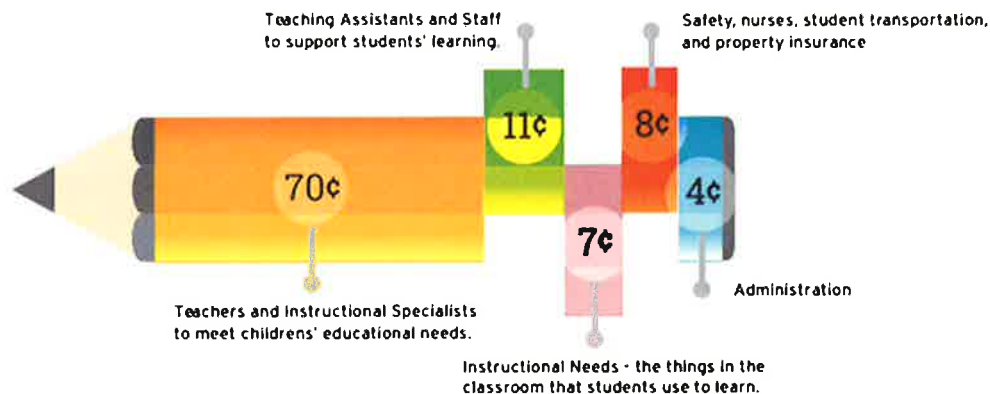 Teaching Assistants and Staff
to support students' learning.
Safety, nurses, student transportation,
and property insurance
11¢
8¢
70¢
4¢
7¢
Teachers and Instructional Specialists
to meet childrens' educational needs.
Administration
Instructional Needs - the things in the
classroom that students use to learn.